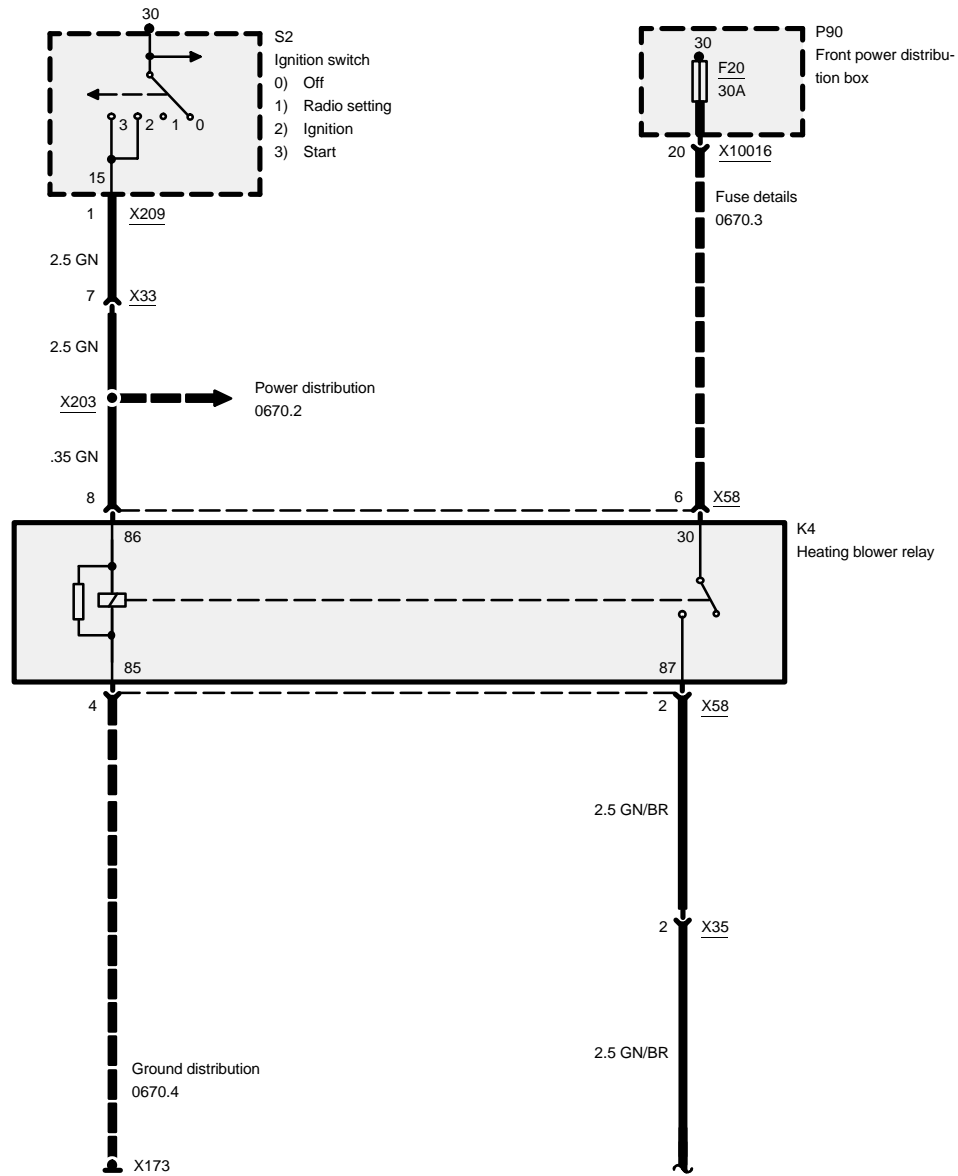 30
S2
Ignition switch
0) Off
1) Radio setting
2) Ignition
3) Start
3 2 1 0
15
P90
Front power distribu-
tion box
30
F20
30A
20 X10016
Fuse details
0670.3
1 X209
2.5 GN
7 X33
2.5 GN
X203
Power distribution
0670.2
.35 GN
8
6 X58
K4
Heating blower relay
86
30
85
87
4
2 X58
2.5 GN/BR
2 X35
2.5 GN/BR
Ground distribution
0670.4
X173